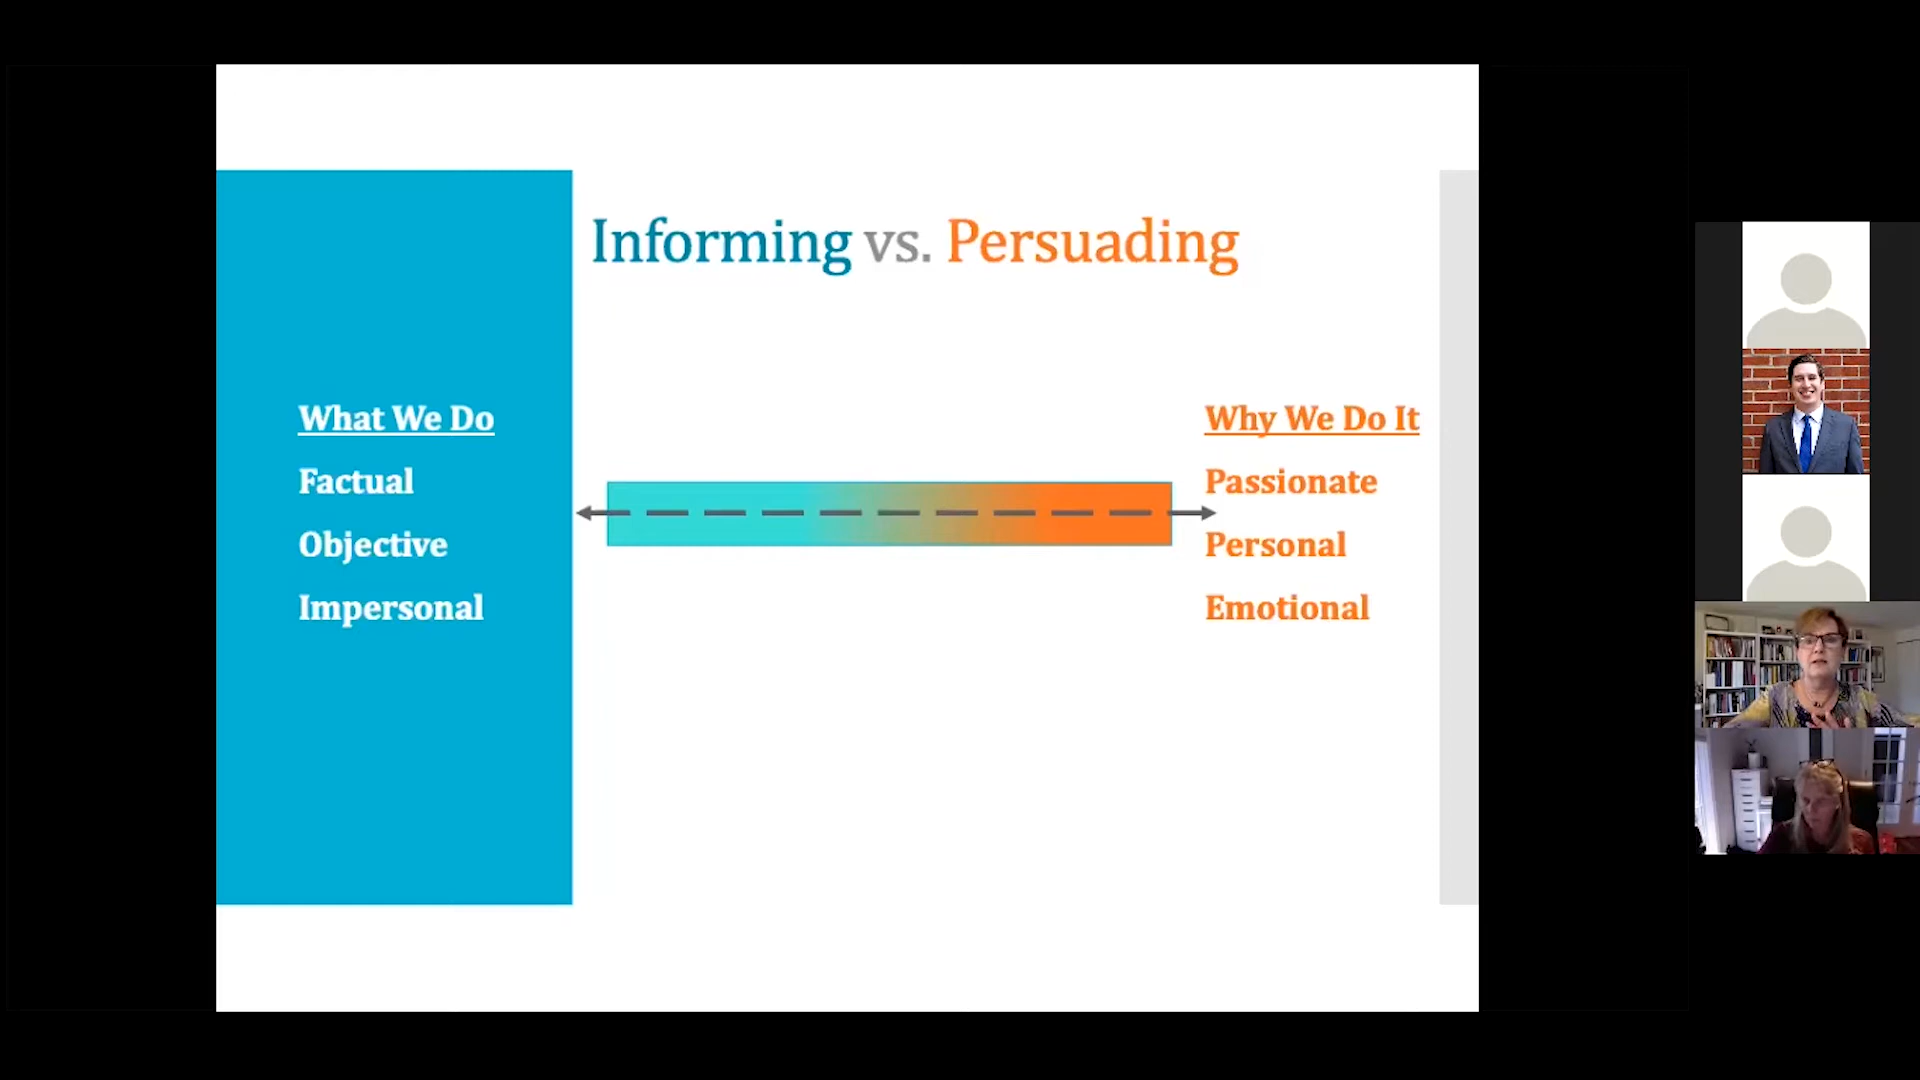 Informing vs. Persuading
What We Do
Factual
Objective
Impersonal
Why We Do It
Passionate
Personal
Emotional